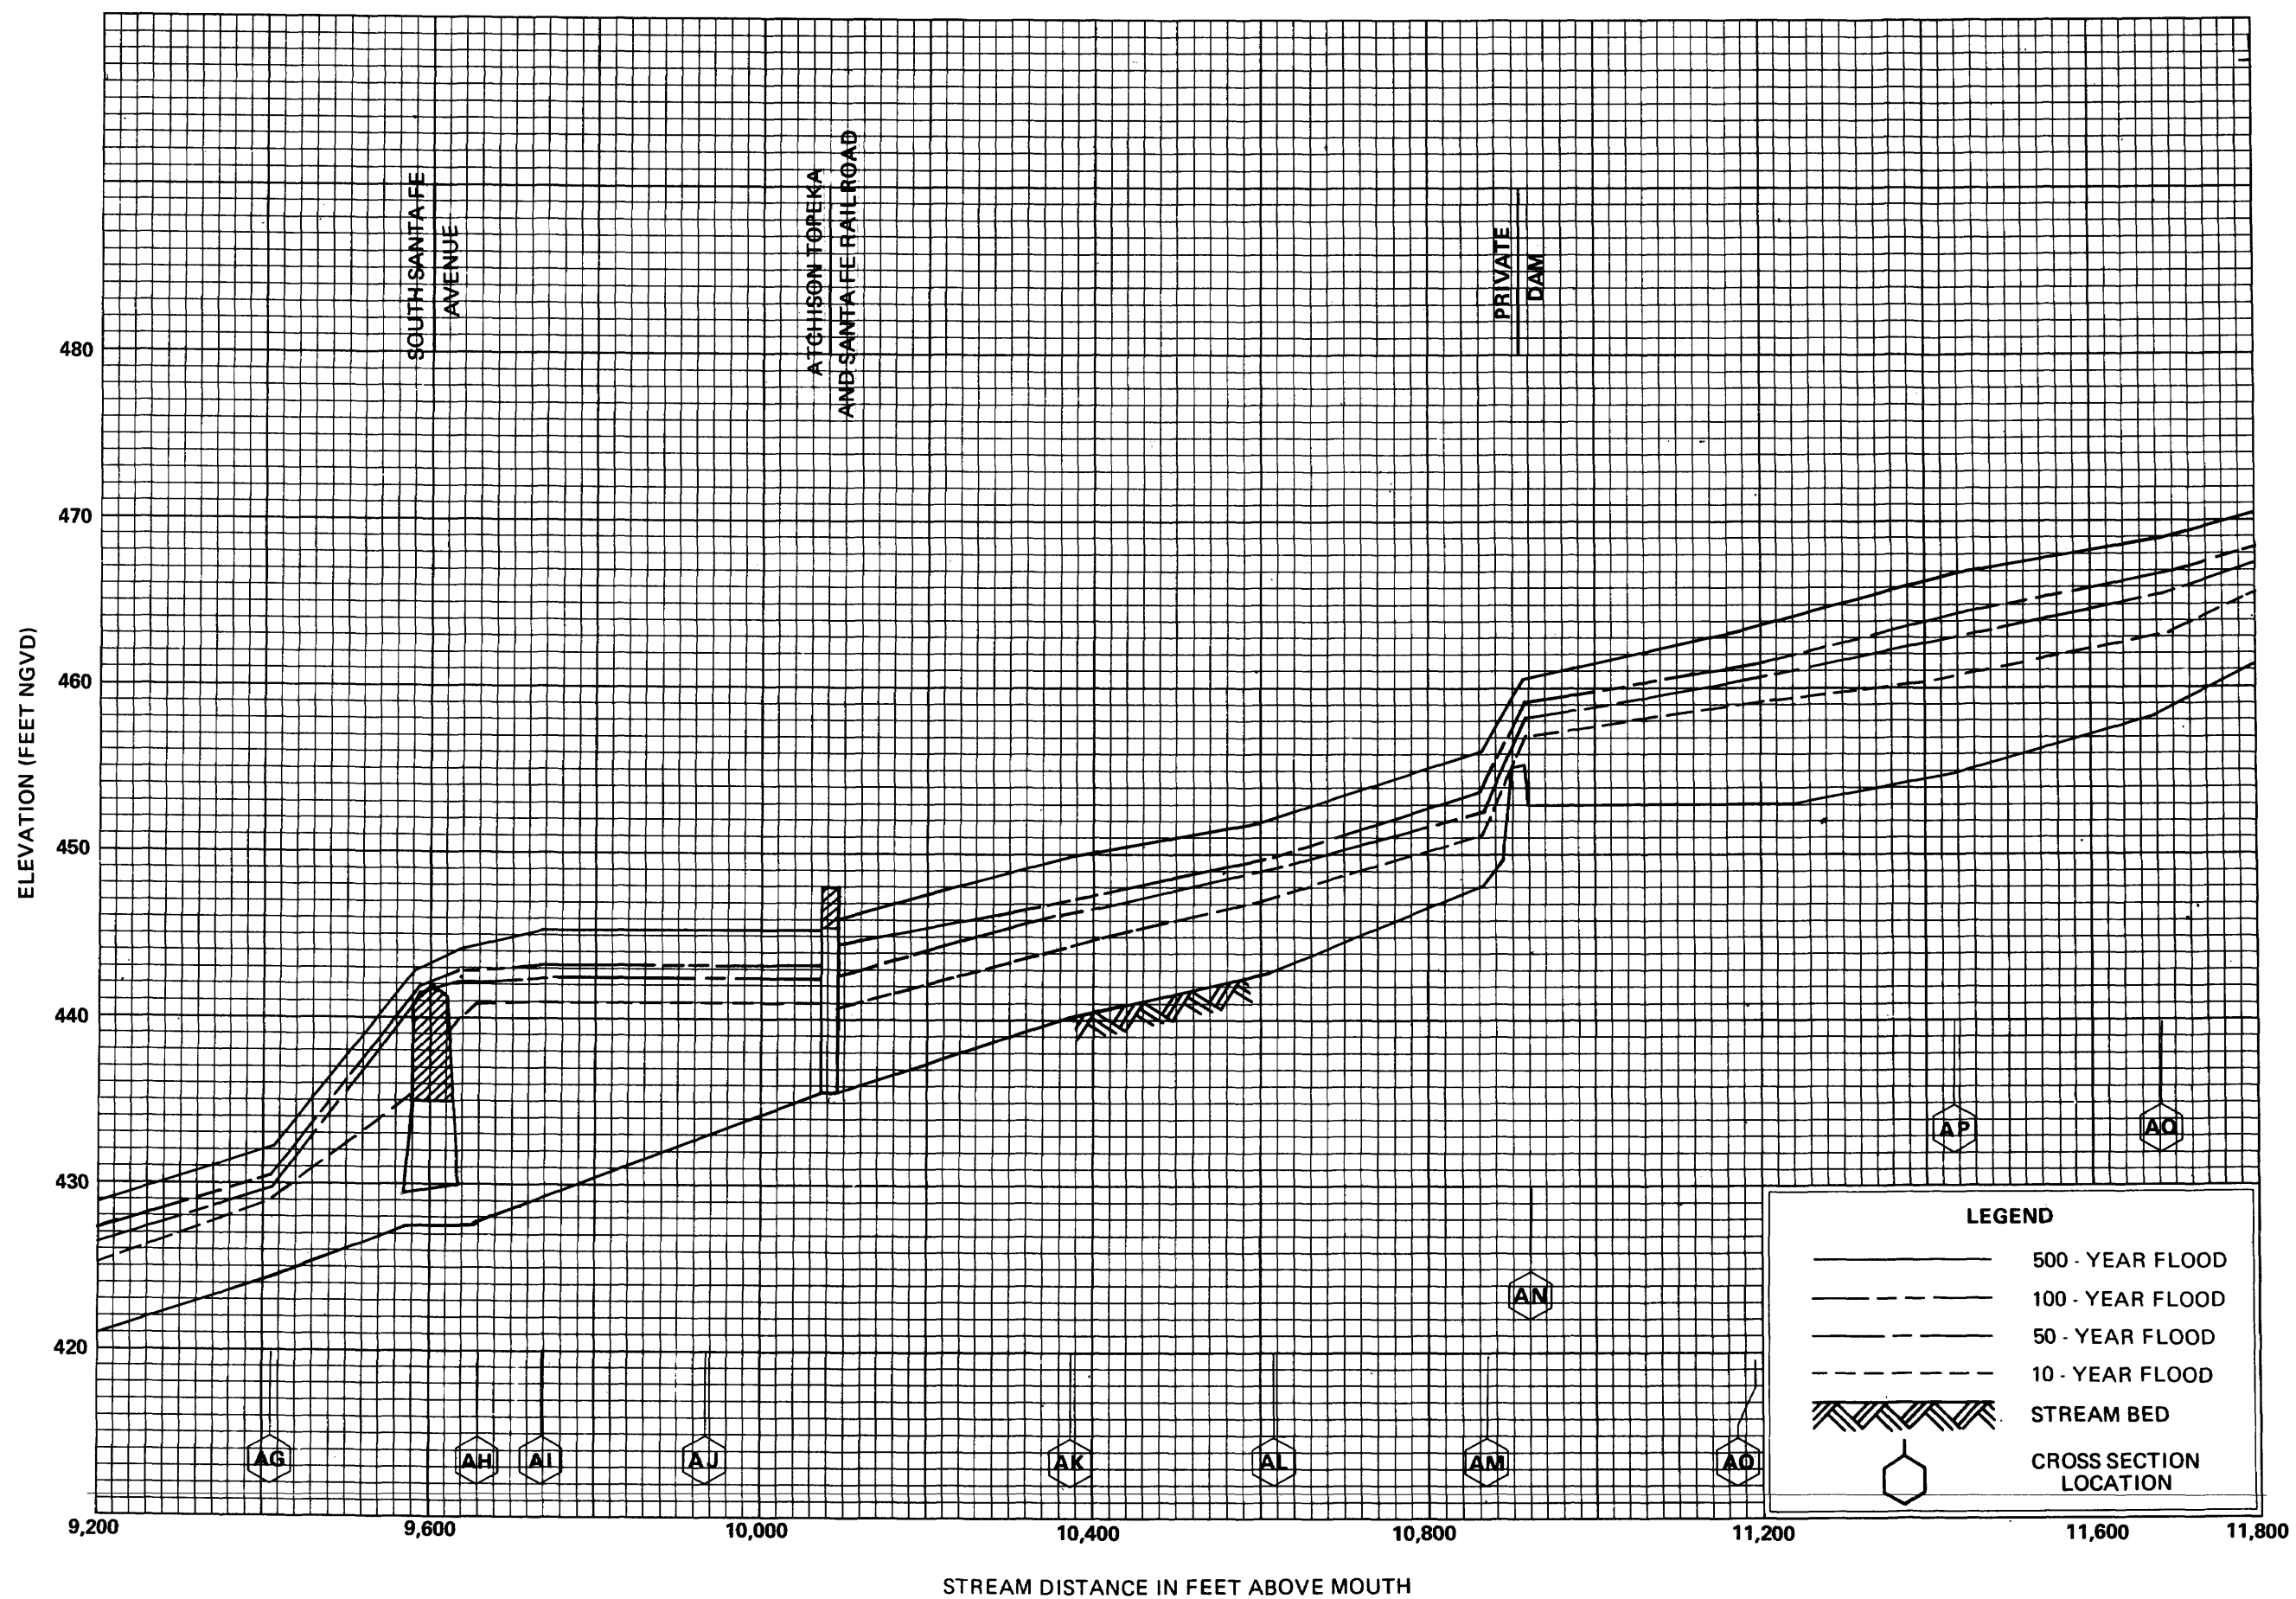 SOUTH SANTA FE
AVENUE
ATCHISON TOPEKA
AND SANTA FE RAILROAD
PRIVATE
DAM
ELEVATION (FEET NGVD)
480
470
460
450
440
430
420
AP
AQ
AN
AG
AH
AI
AJ
AK
AL
AM
AO
LEGEND
500 - YEAR FLOOD
100 - YEAR FLOOD
50 - YEAR FLOOD
10 - YEAR FLOOD
STREAM BED
CROSS SECTION
LOCATION
9,200
9,600
10,000
10,400
10,800
11,200
11,600
11,800
STREAM DISTANCE IN FEET ABOVE MOUTH